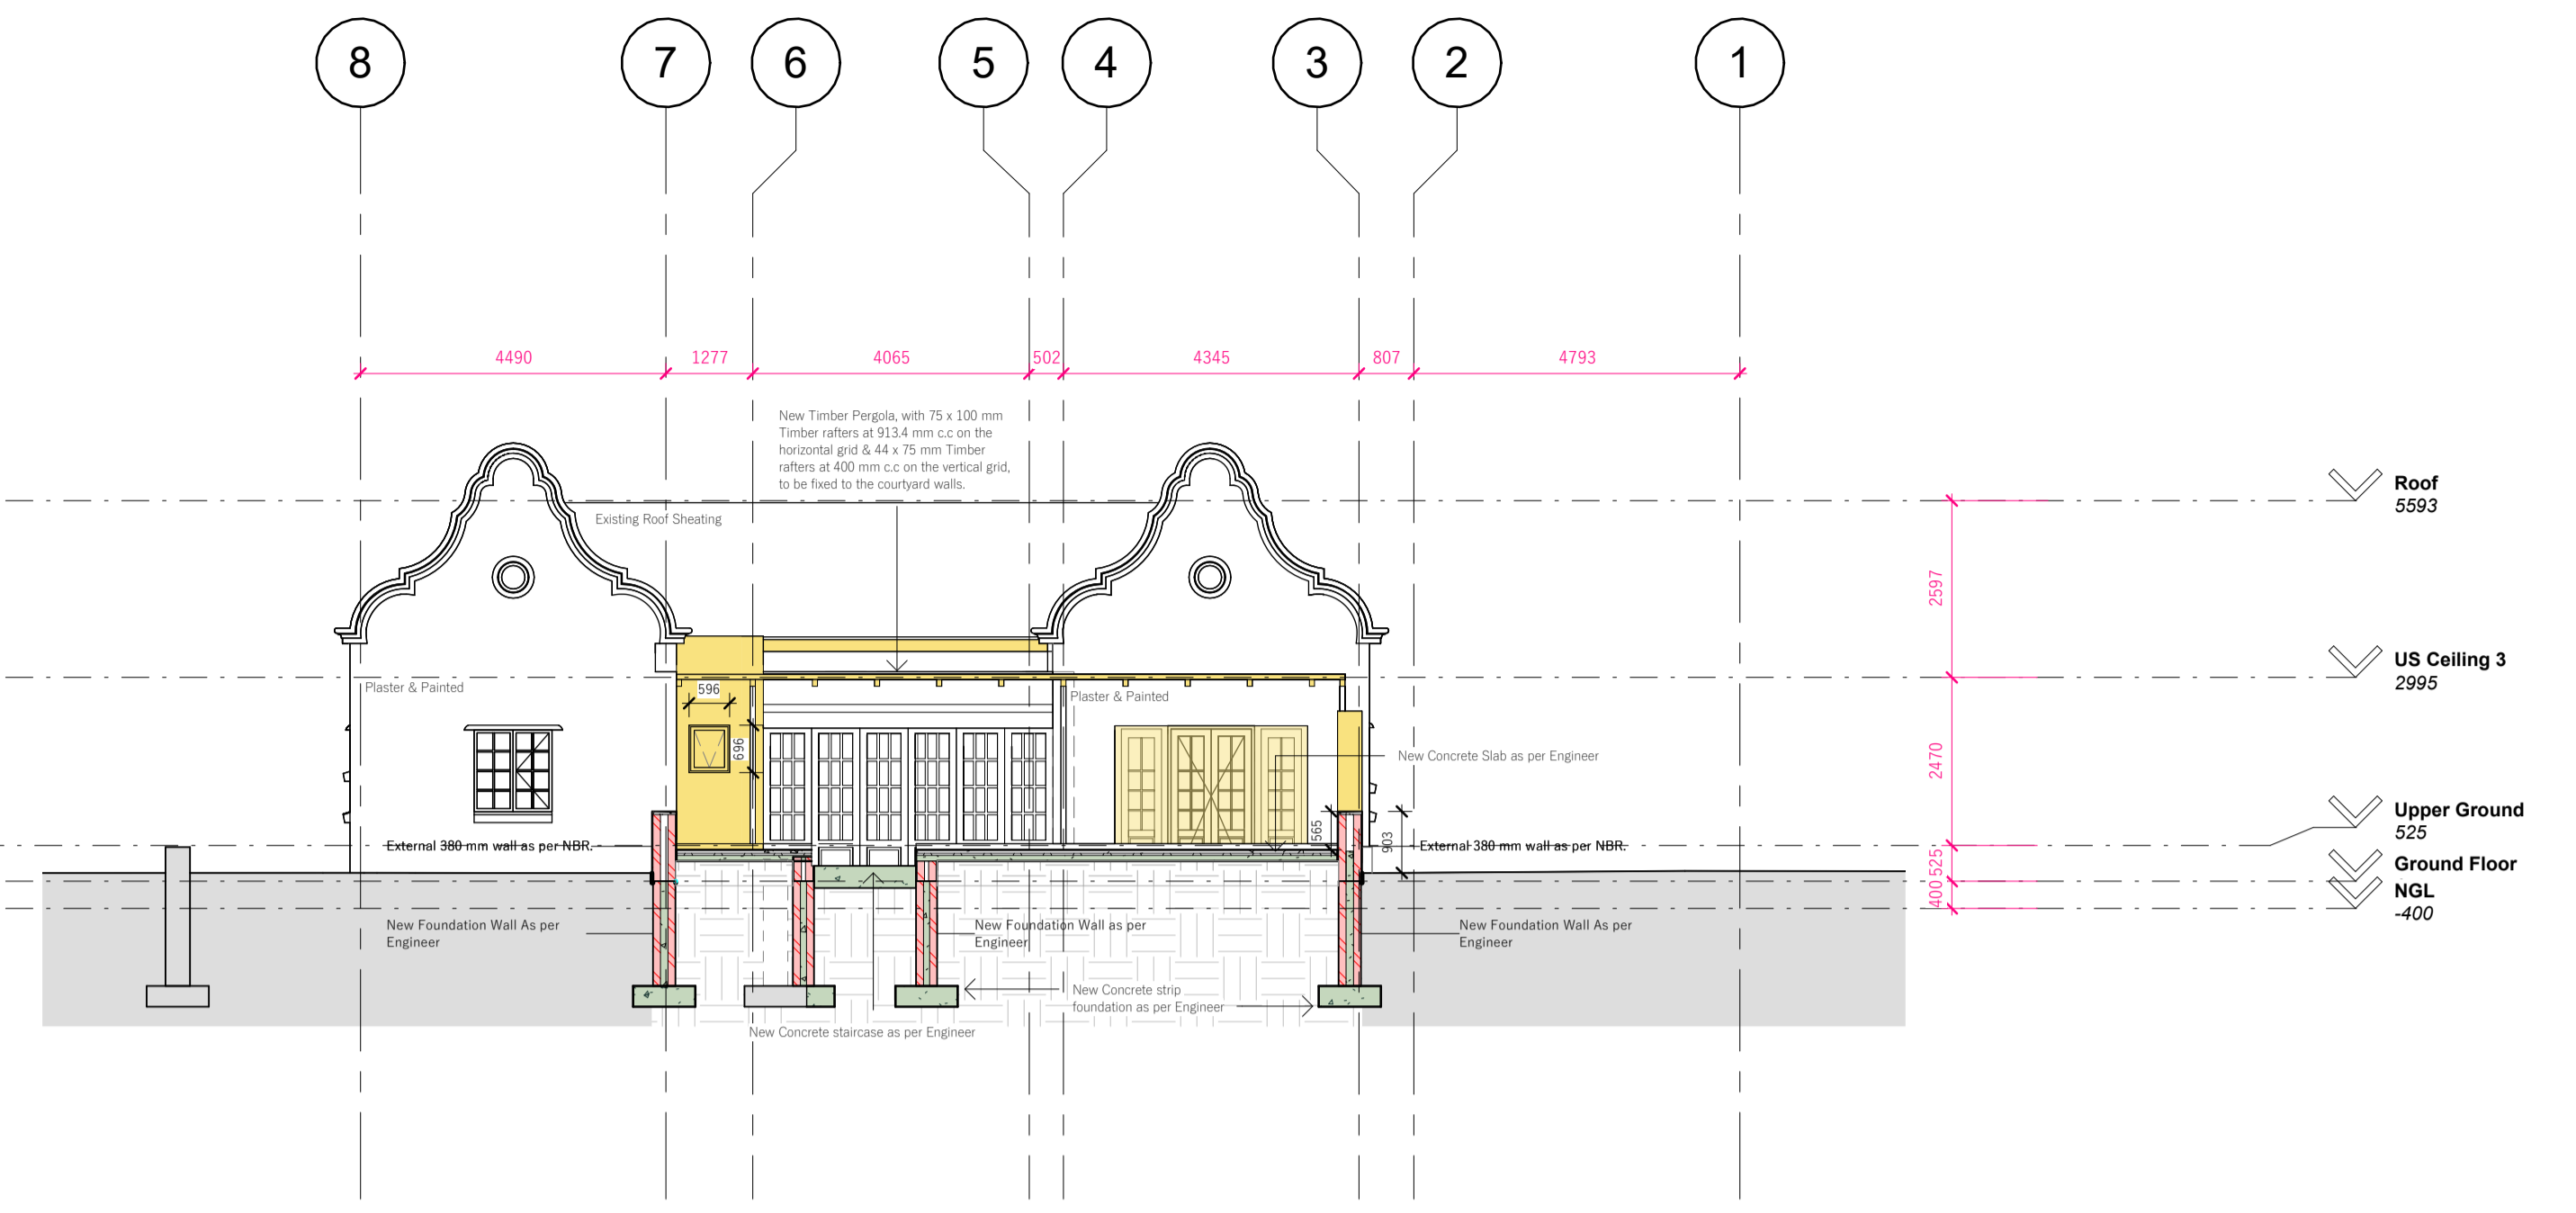 8 7 6 5 4 3 2 1
4490 1277 4065 502 4345 807 4793
New Timber Pergola, with 75 x 100 mm
Timber rafters at 913.4 mm c.c on the
horizontal grid & 44 x 75 mm Timber
rafters at 400 mm c.c on the vertical grid,
to be fixed to the courtyard walls.
Existing Roof Sheating
Roof
5593
2597
US Ceiling 3
2995
Plaster & Painted
596
Plaster & Painted
696
New Concrete Slab as per Engineer
2470
Upper Ground
525
565
903
External 380 mm wall as per NBR.
External 380 mm wall as per NBR.
525
Ground Floor
400
NGL
-400
New Foundation Wall As per
Engineer
New Foundation Wall as per
Engineer
New Foundation Wall As per
Engineer
New Concrete strip
foundation as per Engineer
New Concrete staircase as per Engineer